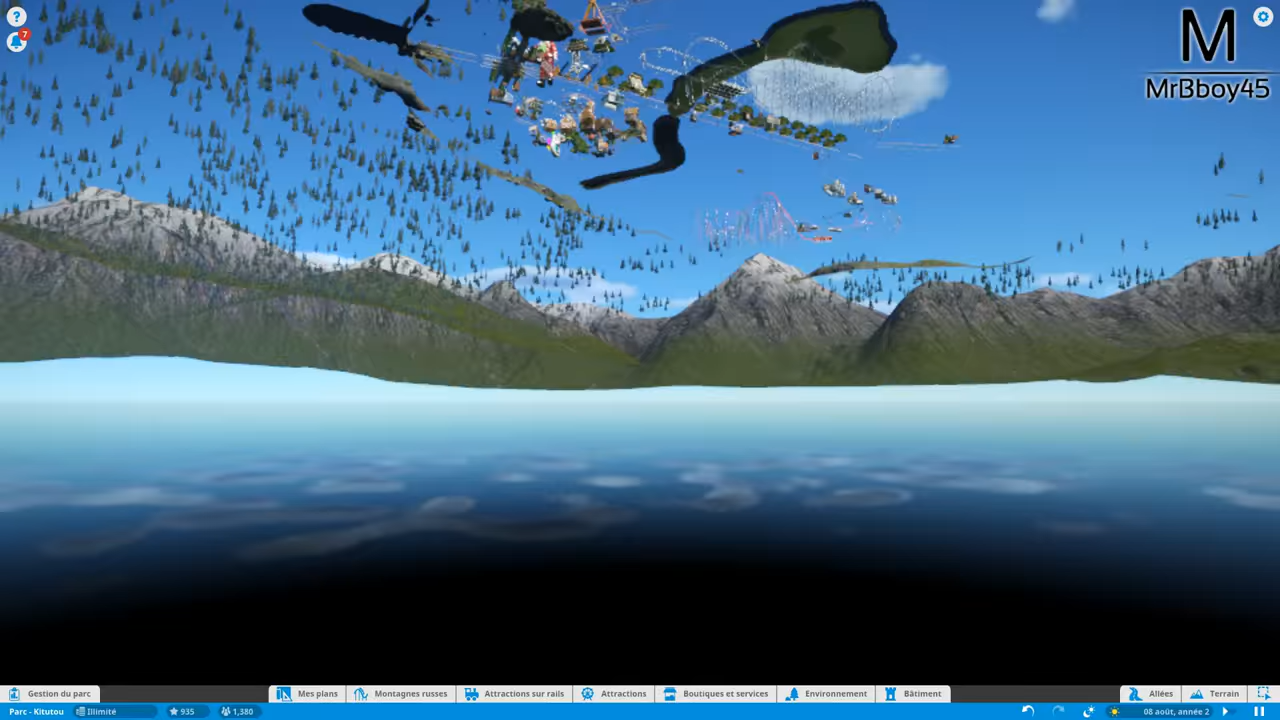 ?
7
M
MrBboy45
Gestion du parc
Mes plans
Montagnes russes
Attractions sur rails
Attractions
Boutiques et services
Environnement
Bâtiment
Allées
Terrain
Parc - Kitutou
Illimité
935
1,380
08 août, année 2